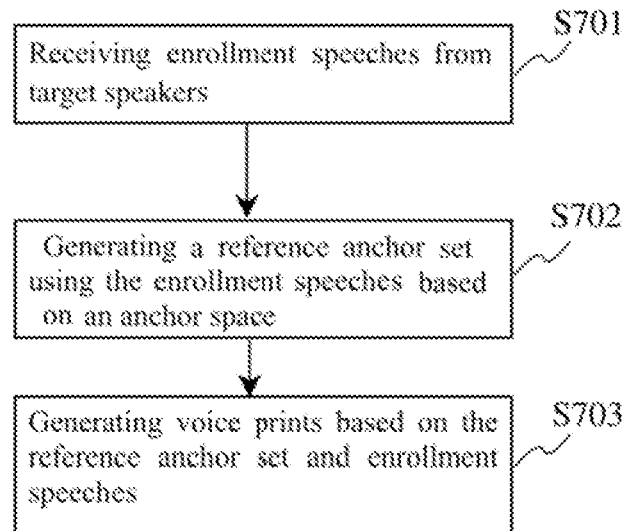 S701
Receiving enrollment speeches from
target speakers
S702
Generating a reference anchor set
using the enrollment speeches based
on an anchor space
S703
Generating voice prints based on the
reference anchor set and enrollment
speeches